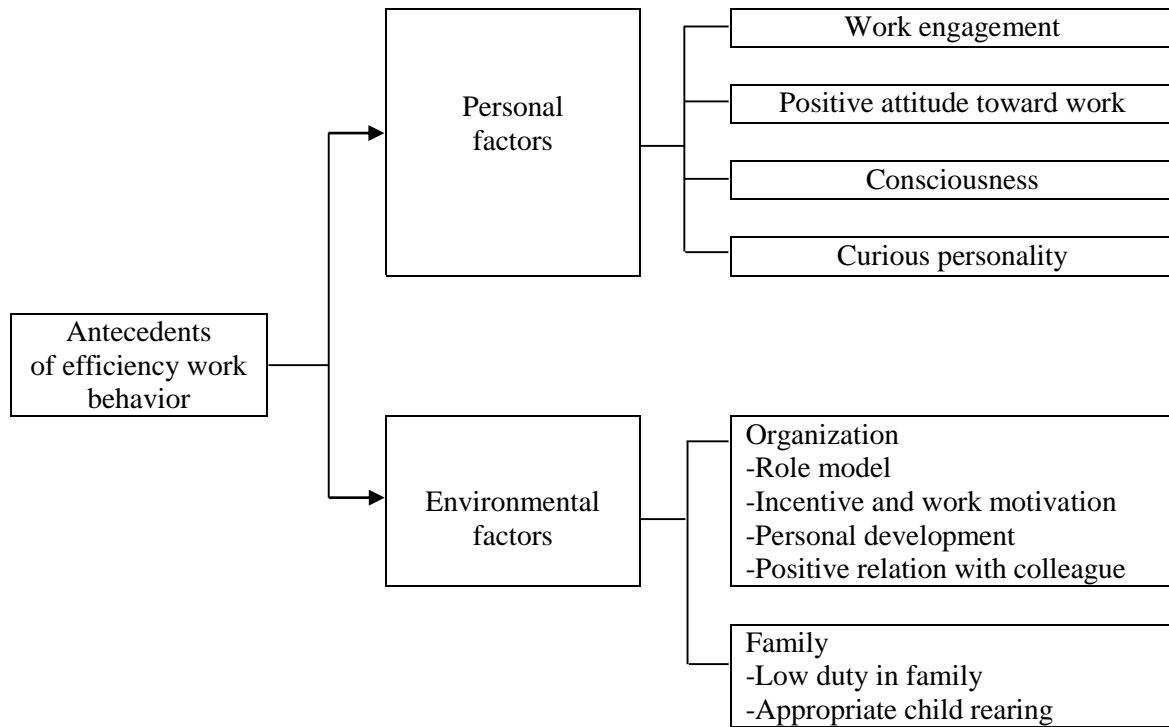 Antecedents
of efficiency work
behavior
Personal
factors
Work engagement
Positive attitude toward work
Consciousness
Curious personality
Environmental
factors
Organization
-Role model
-Incentive and work motivation
-Personal development
-Positive relation with colleague
Family
-Low duty in family
-Appropriate child rearing